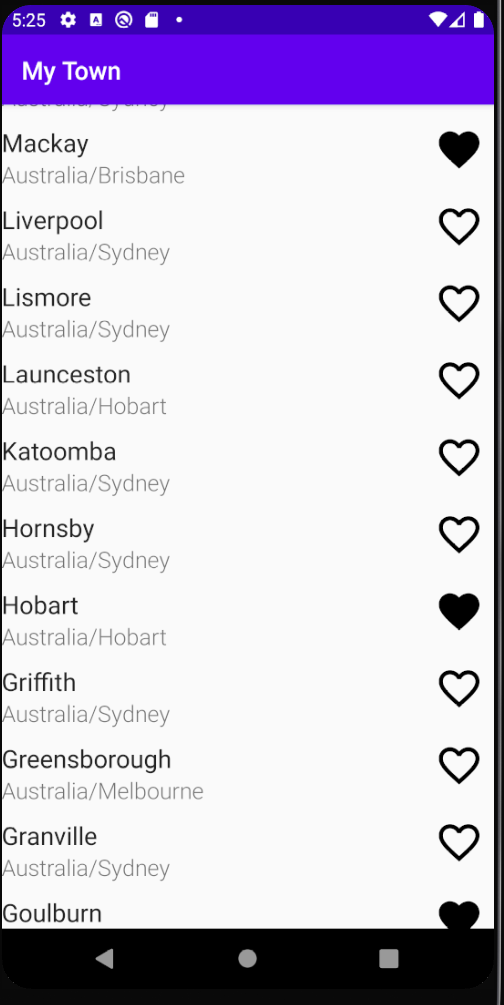 5:25
My Town
Australia/Sydney
Mackay
Australia/Brisbane
Liverpool
Australia/Sydney
Lismore
Australia/Sydney
Launceston
Australia/Hobart
Katoomba
Australia/Sydney
Hornsby
Australia/Sydney
Hobart
Australia/Hobart
Griffith
Australia/Sydney
Greensborough
Australia/Melbourne
Granville
Australia/Sydney
Goulburn